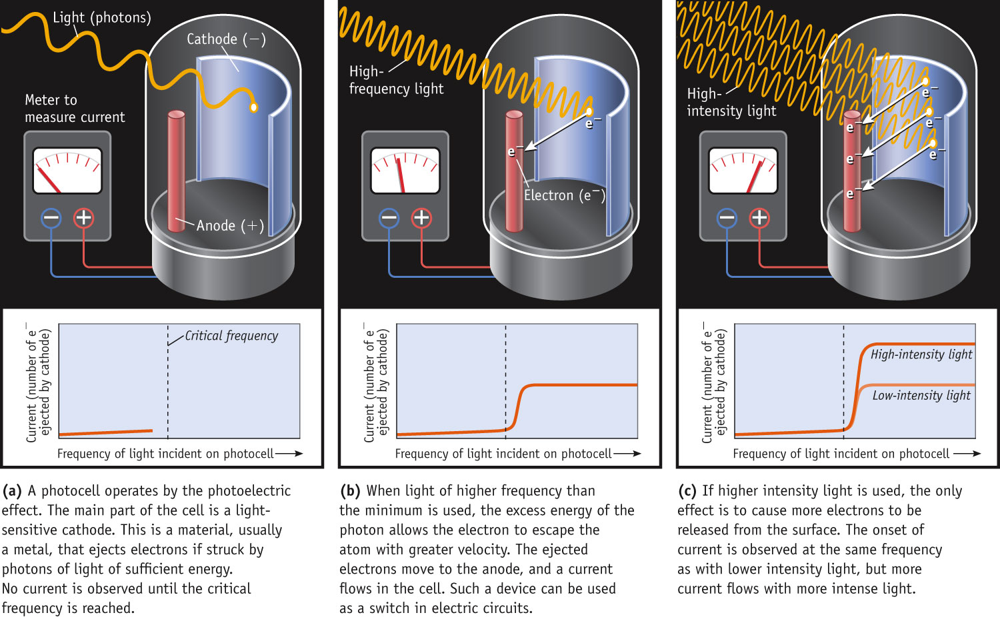 Light (photons)
Cathode (−)
Meter to
measure current
−
+
Anode (+)
Current (number of e−
ejected by cathode)
Critical frequency
Frequency of light incident on photocell
(a) A photocell operates by the photoelectric
effect. The main part of the cell is a light-
sensitive cathode. This is a material, usually
a metal, that ejects electrons if struck by
photons of light of sufficient energy.
No current is observed until the critical
frequency is reached.
High-
frequency light
e−
e−
Electron (e−)
−
+
Current (number of e−
ejected by cathode)
Frequency of light incident on photocell
(b) When light of higher frequency than
the minimum is used, the excess energy of the
photon allows the electron to escape the
atom with greater velocity. The ejected
electrons move to the anode, and a current
flows in the cell. Such a device can be used
as a switch in electric circuits.
High-
intensity light
e−
e−
e−
e−
e−
e−
−
+
Current (number of e−
ejected by cathode)
High-intensity light
Low-intensity light
Frequency of light incident on photocell
(c) If higher intensity light is used, the only
effect is to cause more electrons to be
released from the surface. The onset of
current is observed at the same frequency
as with lower intensity light, but more
current flows with more intense light.